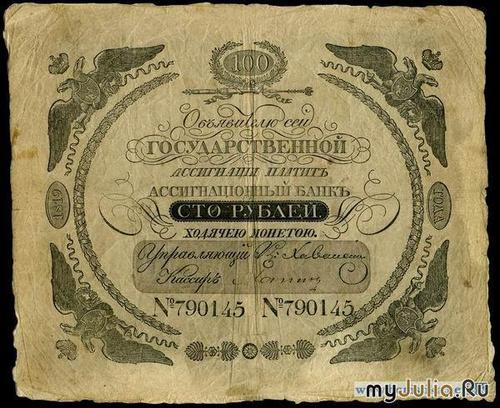 100
Объявителю сей
ГОСУДАРСТВЕННОЙ
АССИГНАЦІИ ПЛАТИТЪ
АССИГНАЦІОННЫЙ БАНКЪ
1819 ГОДА
СТО РУБЛЕЙ
ХОДЯЧЕЮ МОНЕТОЮ.
Управляющій
Кассиръ
№790145 №790145
myJulia.Ru